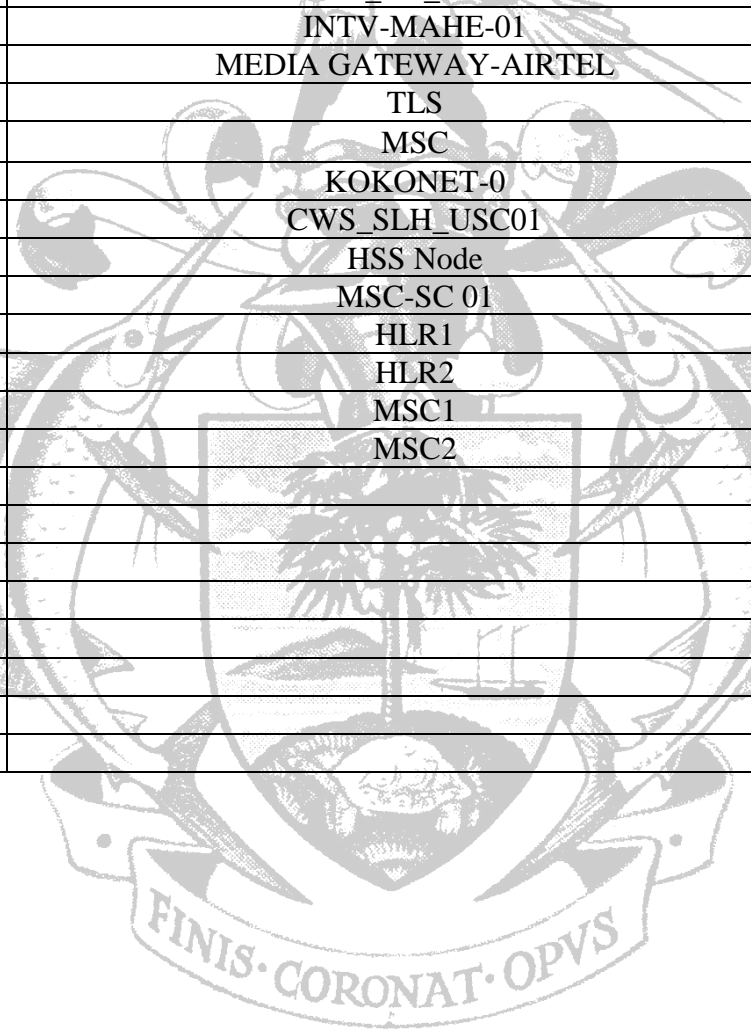 INTV-MAHE-01
MEDIA GATEWAY-AIRTEL
TLS
MSC
KOKONET-0
CWS_SLH_USC01
HSS Node
MSC-SC 01
HLR1
HLR2
MSC1
MSC2
FINIS·CORONAT·OPVS